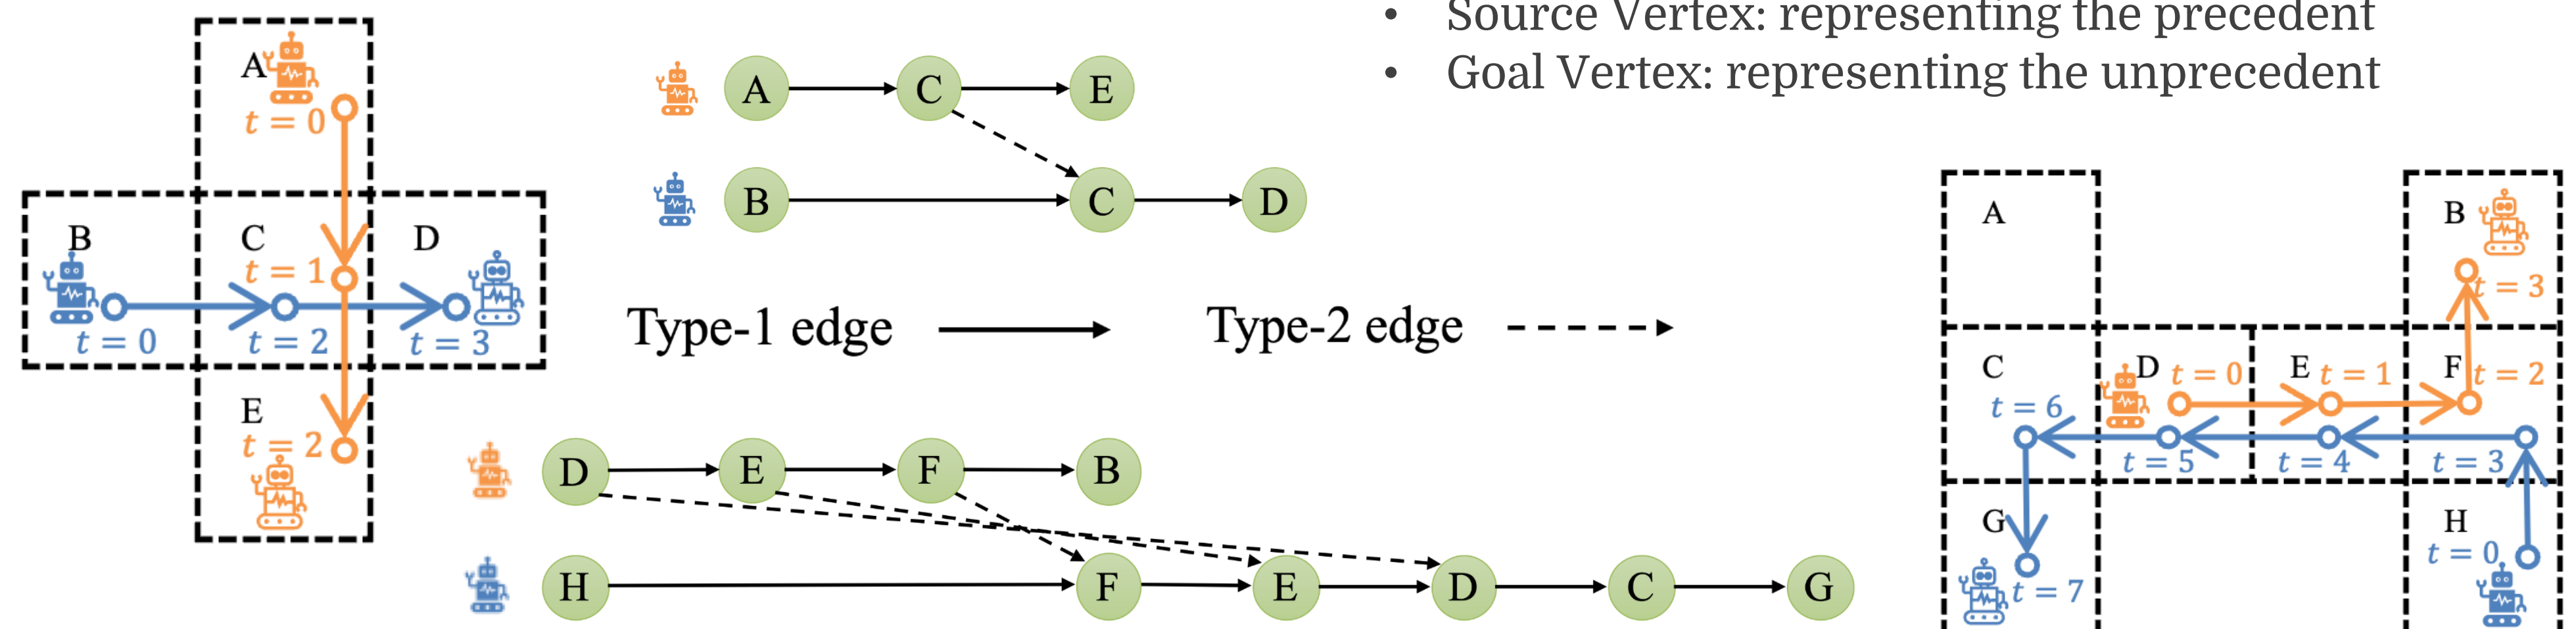 • Source Vertex: representing the precedent
• Goal Vertex: representing the unprecedent
A
t = 0
B
C
D
t = 1
t = 0
t = 2
t = 3
E
t = 2
A C E
B C D
Type-1 edge
Type-2 edge
D E F B
H F E D C G
A
B
t = 3
C
D t = 0
E t = 1
F t = 2
t = 6
t = 5
t = 4
t = 3
G
H
t = 0
t = 7